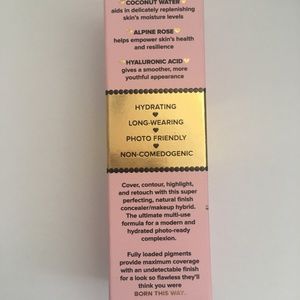 COCONUT WATER
aids in delicately replenishing
skin's moisture levels
ALPINE ROSE
helps empower skin's health
and resilience
HYALURONIC ACID
gives a smoother, more
youthful appearance
HYDRATING
LONG-WEARING
PHOTO FRIENDLY
NON-COMEDOGENIC
Cover, contour, highlight,
and retouch with this super
perfecting, natural finish
concealer/makeup hybrid.
The ultimate multi-use
formula for a modern and
hydrated photo-ready
complexion.
Fully loaded pigments
provide maximum coverage
with an undetectable finish
for a look so flawless they'll
think you were
BORN THIS WAY.